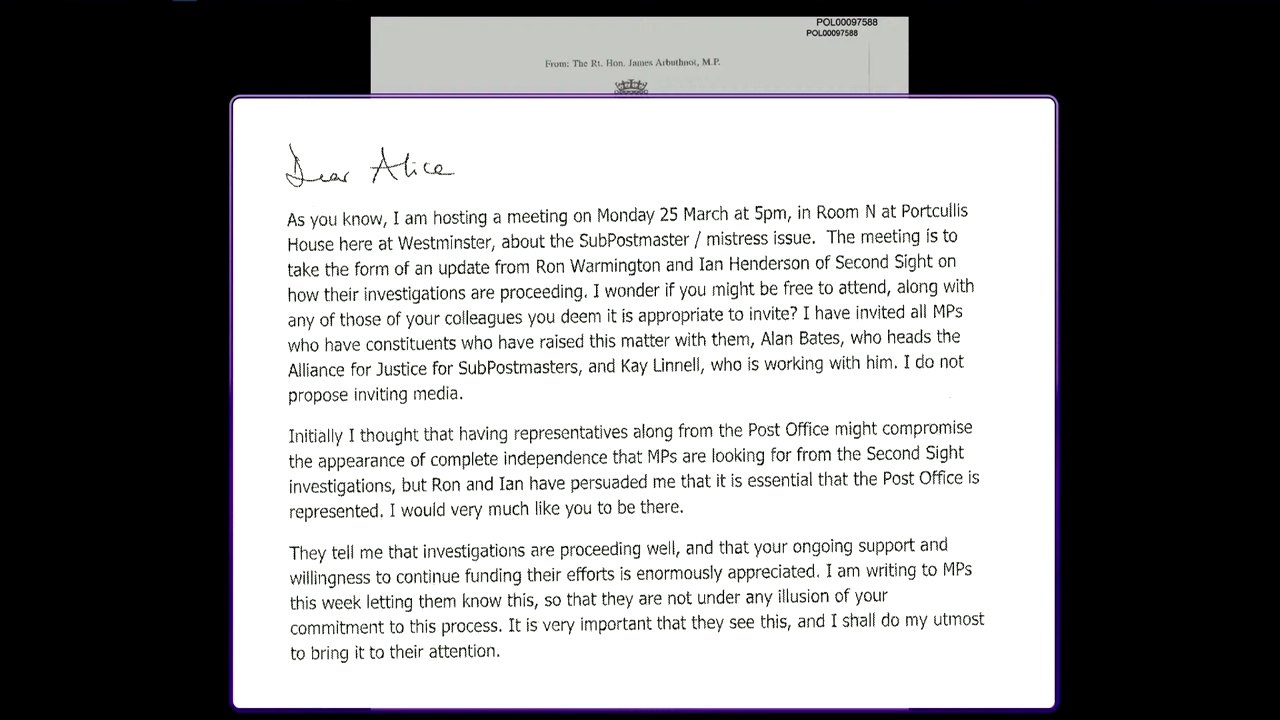 POL00097588
POL00097588
From: The Rt. Hon. James Arbuthnot, M.P.
Dear Alice
As you know, I am hosting a meeting on Monday 25 March at 5pm, in Room N at Portcullis
House here at Westminster, about the SubPostmaster / mistress issue. The meeting is to
take the form of an update from Ron Warmington and Ian Henderson of Second Sight on
how their investigations are proceeding. I wonder if you might be free to attend, along with
any of those of your colleagues you deem it is appropriate to invite? I have invited all MPs
who have constituents who have raised this matter with them, Alan Bates, who heads the
Alliance for Justice for SubPostmasters, and Kay Linnell, who is working with him. I do not
propose inviting media.
Initially I thought that having representatives along from the Post Office might compromise
the appearance of complete independence that MPs are looking for from the Second Sight
investigations, but Ron and Ian have persuaded me that it is essential that the Post Office is
represented. I would very much like you to be there.
They tell me that investigations are proceeding well, and that your ongoing support and
willingness to continue funding their efforts is enormously appreciated. I am writing to MPs
this week letting them know this, so that they are not under any illusion of your
commitment to this process. It is very important that they see this, and I shall do my utmost
to bring it to their attention.